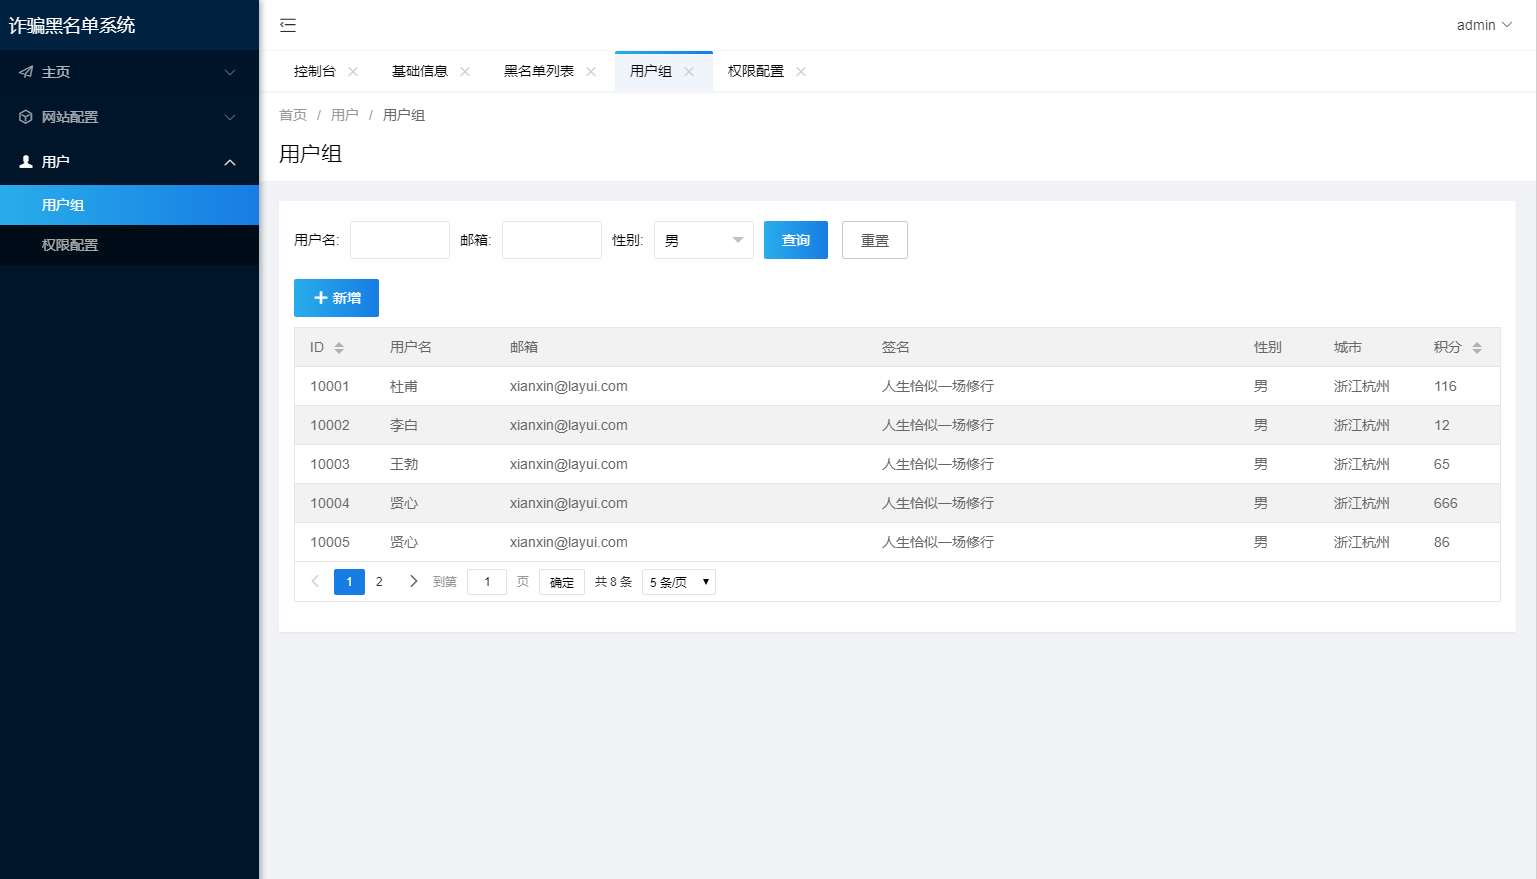 诈骗黑名单系统
admin
主页
网站配置
用户
用户组
权限配置
控制台 基础信息 黑名单列表 用户组 权限配置
首页 / 用户 / 用户组
用户组
用户名: 邮箱: 性别: 男 查询 重置
新增
ID 用户名 邮箱 签名 性别 城市 积分
10001 杜甫 xianxin@layui.com 人生恰似一场修行 男 浙江杭州 116
10002 李白 xianxin@layui.com 人生恰似一场修行 男 浙江杭州 12
10003 王勃 xianxin@layui.com 人生恰似一场修行 男 浙江杭州 65
10004 贤心 xianxin@layui.com 人生恰似一场修行 男 浙江杭州 666
10005 贤心 xianxin@layui.com 人生恰似一场修行 男 浙江杭州 86
1 2 到第 1 页 确定 共 8 条 5 条/页